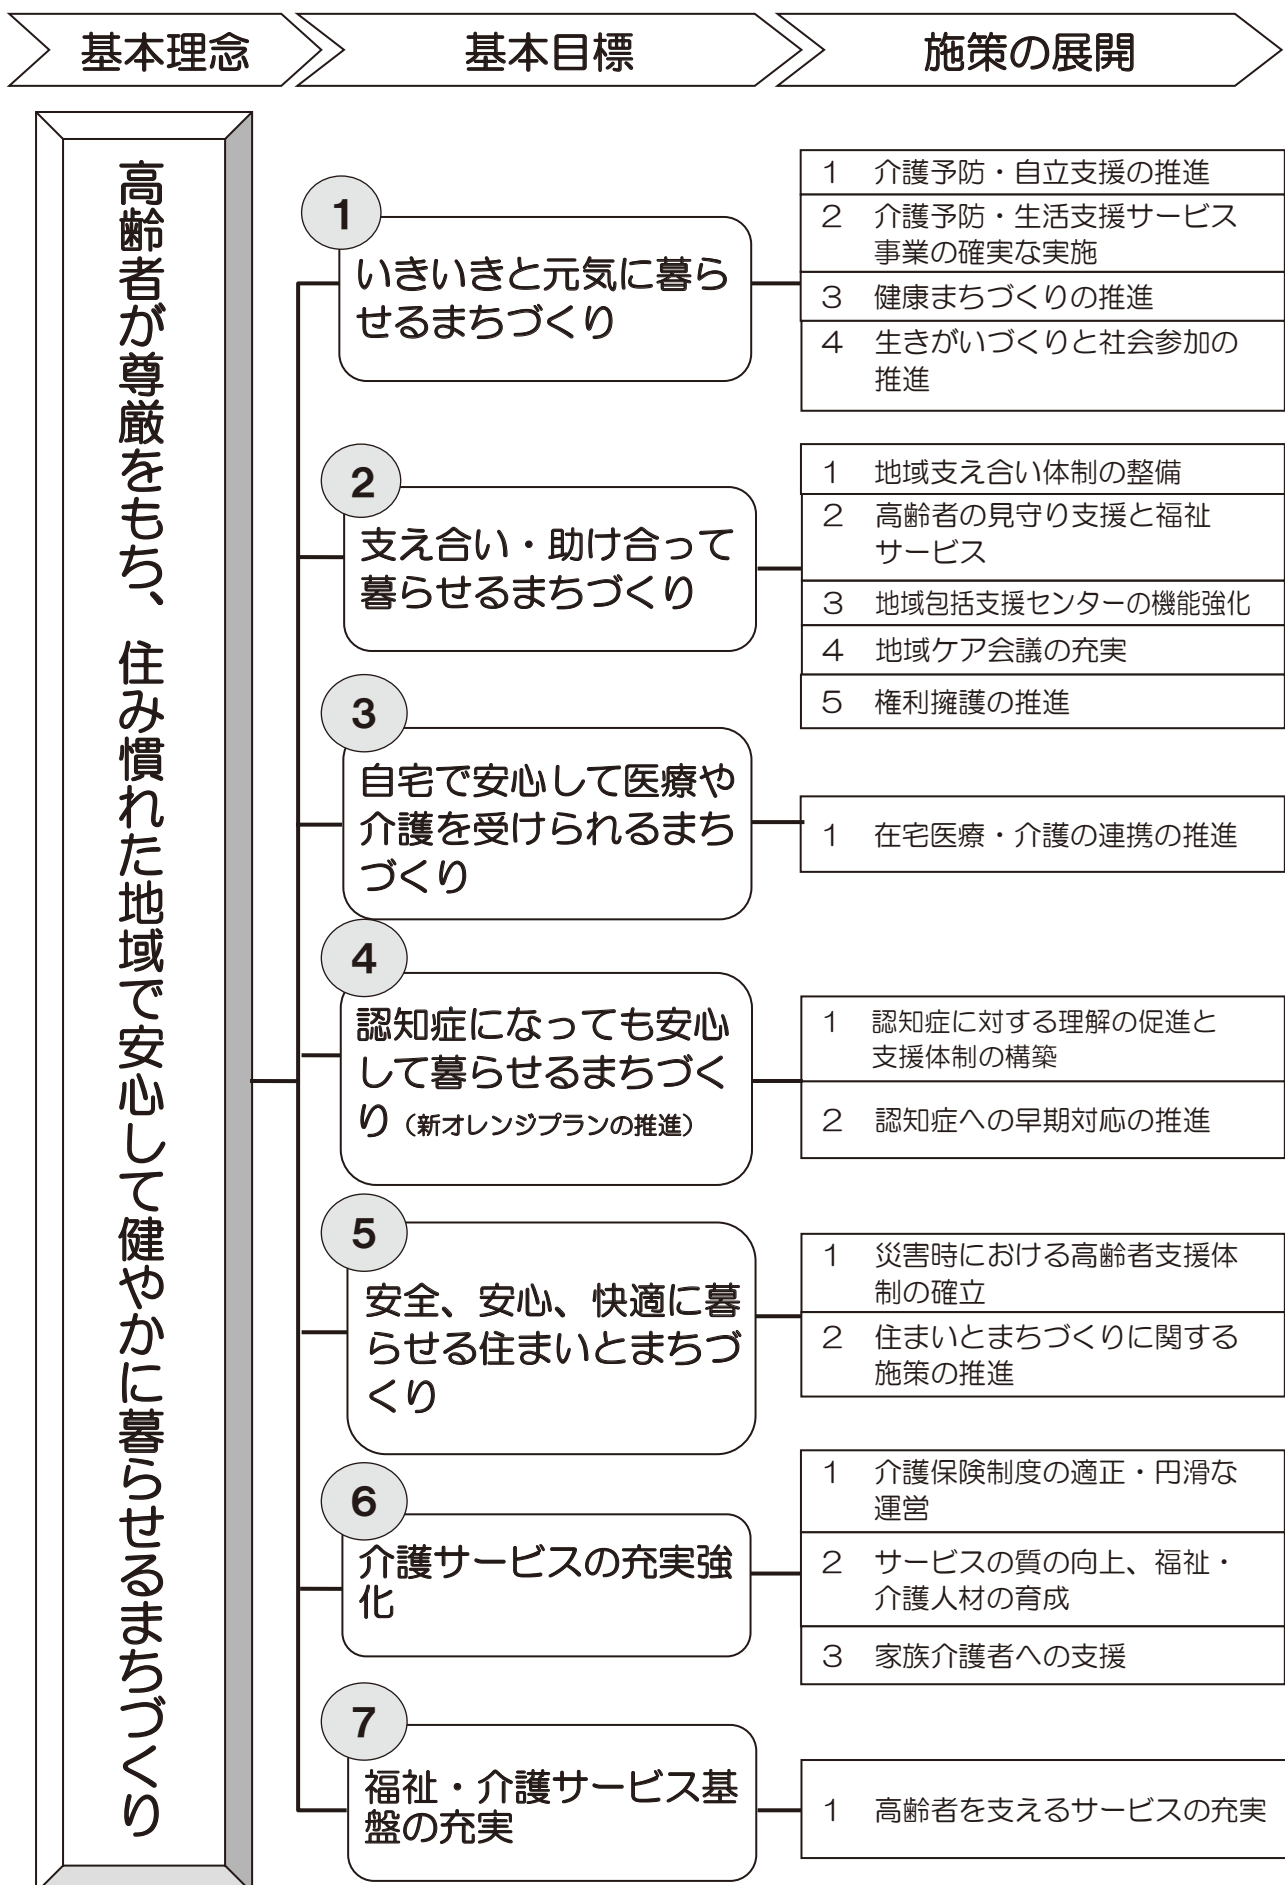 基本理念
基本目標
施策の展開
高齢者が尊厳をもち、住み慣れた地域で安心して健やかに暮らせるまちづくり
1
いきいきと元気に暮ら
せるまちづくり
1 介護予防・自立支援の推進
2 介護予防・生活支援サービス
事業の確実な実施
3 健康まちづくりの推進
4 生きがいづくりと社会参加の
推進
2
支え合い・助け合って
暮らせるまちづくり
1 地域支え合い体制の整備
2 高齢者の見守り支援と福祉
サービス
3 地域包括支援センターの機能強化
4 地域ケア会議の充実
5 権利擁護の推進
3
自宅で安心して医療や
介護を受けられるまち
づくり
1 在宅医療・介護の連携の推進
4
認知症になっても安心
して暮らせるまちづく
り（新オレンジプランの推進）
1 認知症に対する理解の促進と
支援体制の構築
2 認知症への早期対応の推進
5
安全、安心、快適に暮
らせる住まいとまちづ
くり
1 災害時における高齢者支援体
制の確立
2 住まいとまちづくりに関する
施策の推進
6
介護サービスの充実強
化
1 介護保険制度の適正・円滑な
運営
2 サービスの質の向上、福祉・
介護人材の育成
3 家族介護者への支援
7
福祉・介護サービス基
盤の充実
1 高齢者を支えるサービスの充実